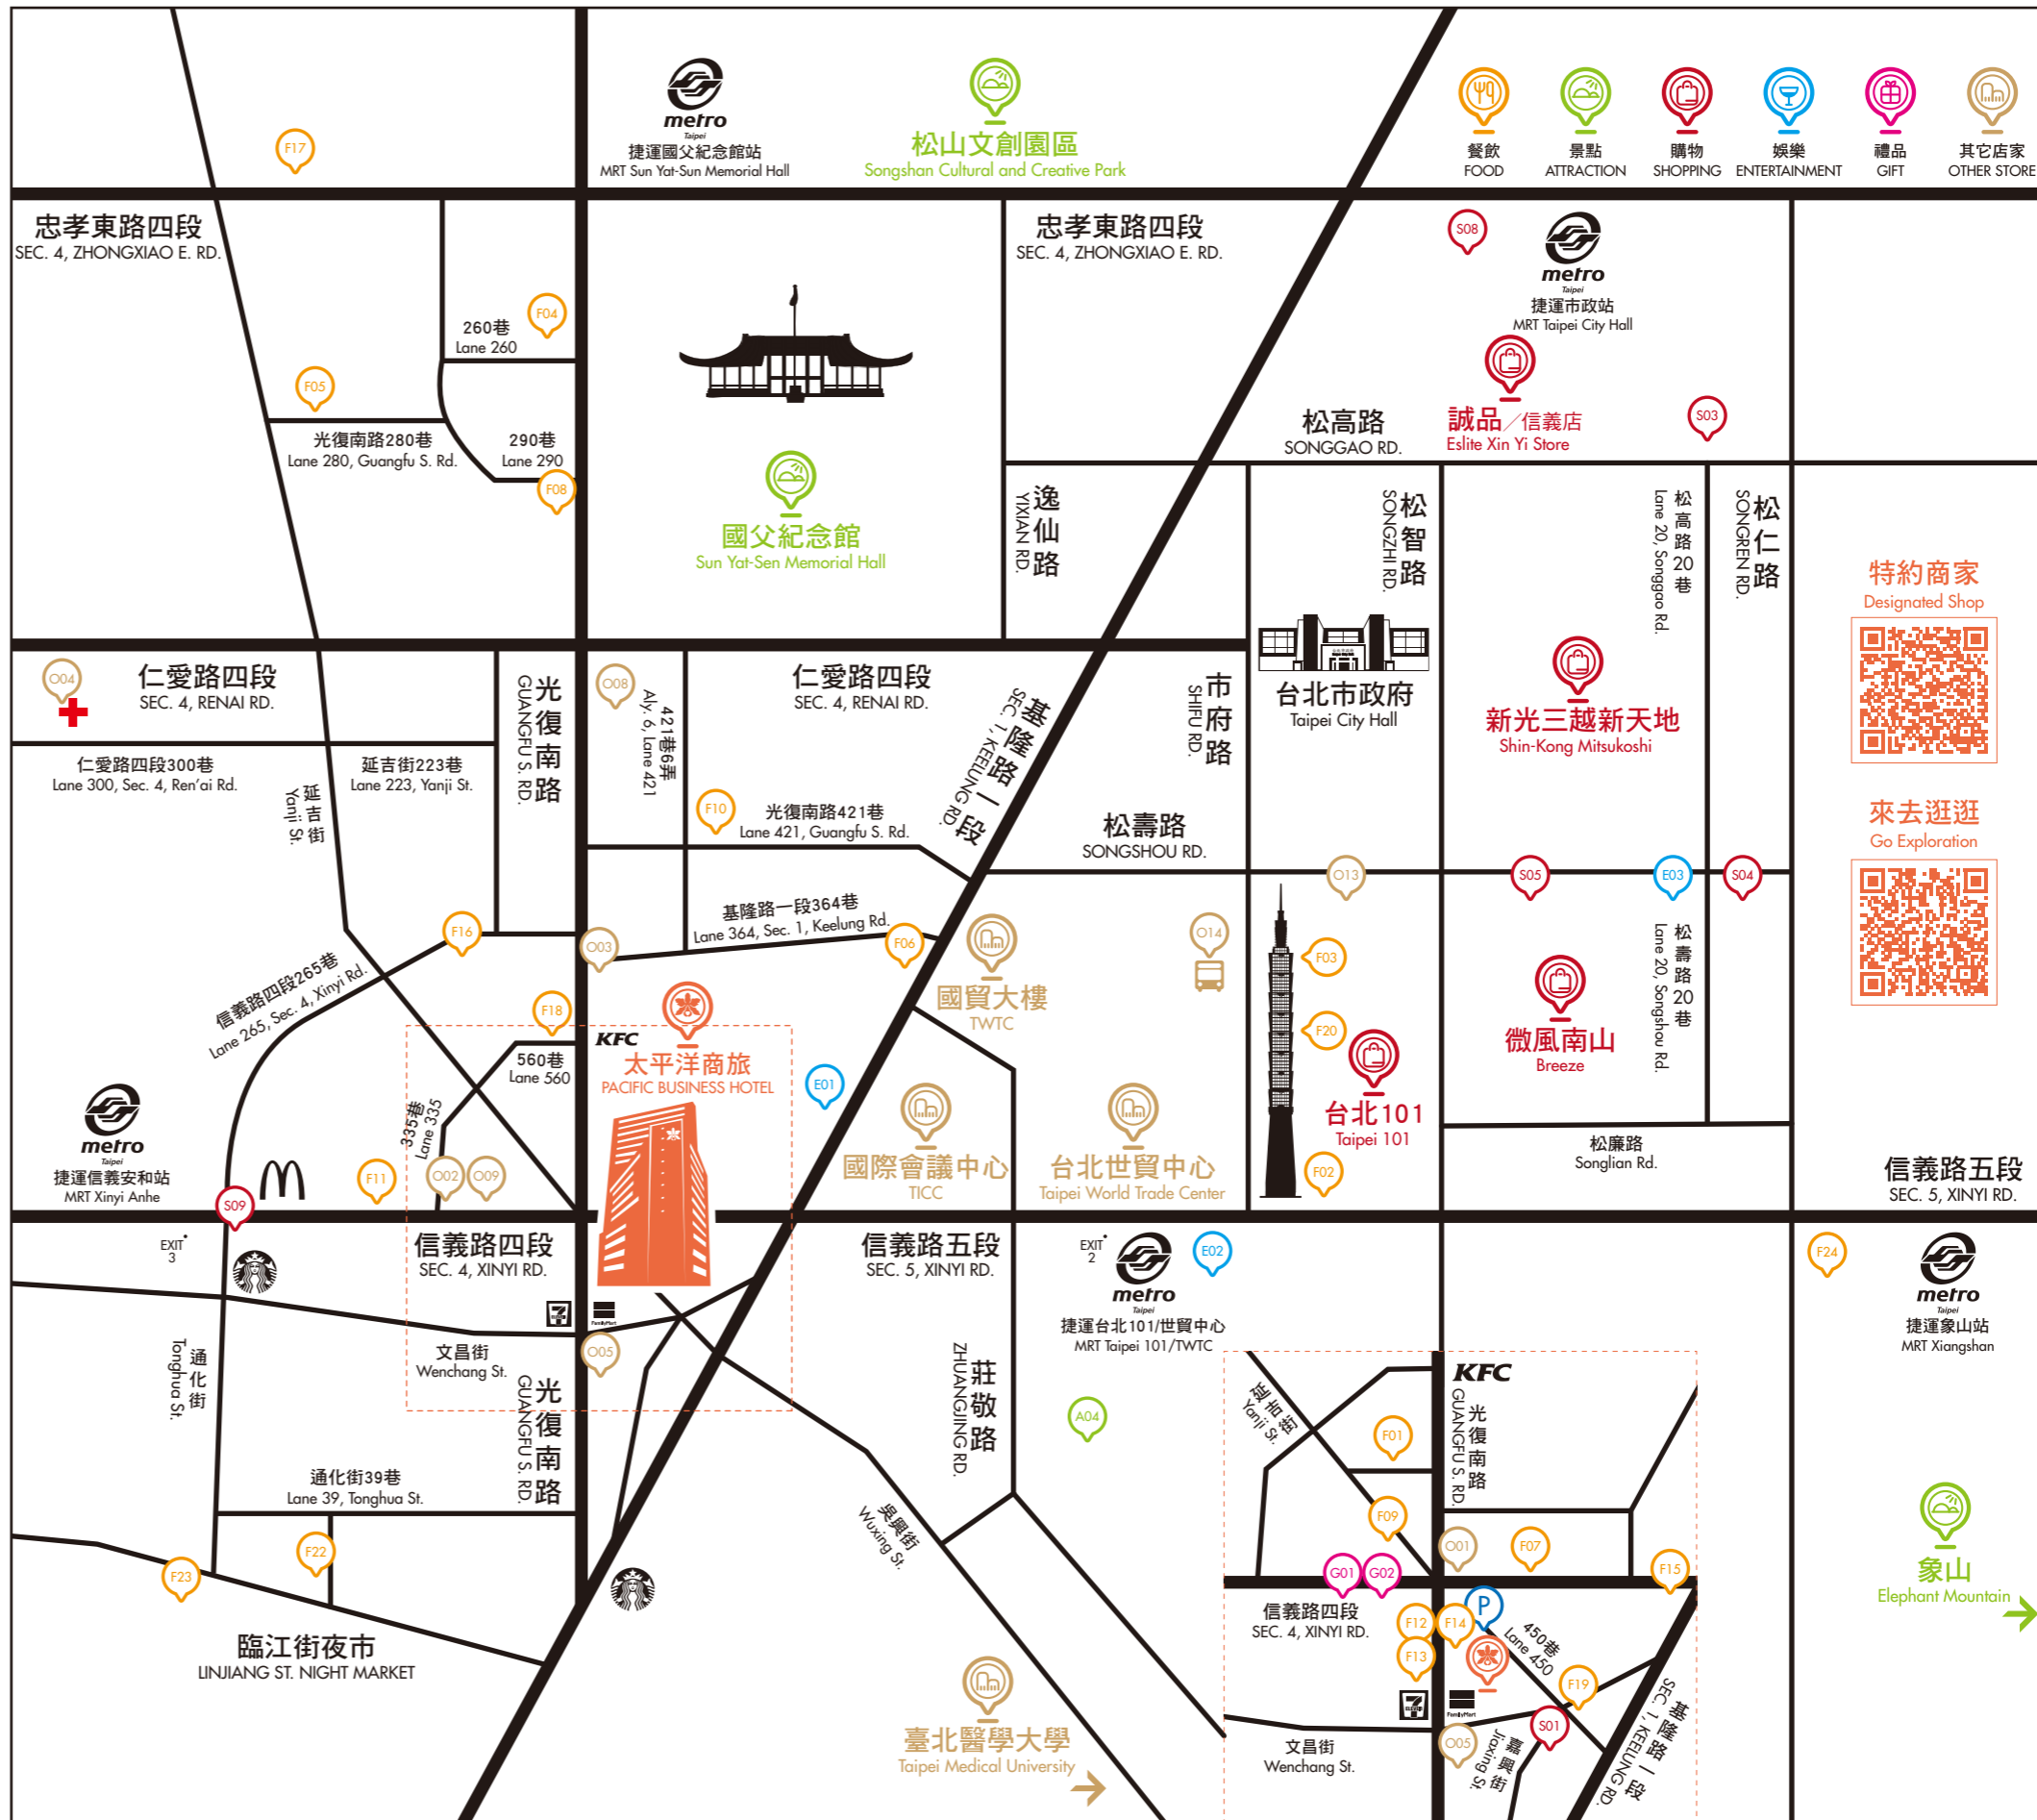 metro
Taipei
捷運國父紀念館站
MRT Sun Yat-Sun Memorial Hall
松山文創園區
Songshan Cultural and Creative Park
餐飲
FOOD
景點
ATTRACTION
購物
SHOPPING
娛樂
ENTERTAINMENT
禮品
GIFT
其它店家
OTHER STORE
F17
忠孝東路四段
SEC. 4, ZHONGXIAO E. RD.
忠孝東路四段
SEC. 4, ZHONGXIAO E. RD.
S08
metro
Taipei
捷運市政站
MRT Taipei City Hall
260巷
Lane 260
F04
F05
光復南路280巷
Lane 280, Guangfu S. Rd.
290巷
Lane 290
F08
國父紀念館
Sun Yat-Sen Memorial Hall
松高路
SONGGAO RD.
誠品/信義店
Eslite Xin Yi Store
S03
逸仙路
YIXIAN RD.
松智路
SONGZHI RD.
松高路20巷
Lane 20, Songgao Rd.
松仁路
SONGREN RD.
特約商家
Designated Shop
O04
仁愛路四段
SEC. 4, RENAI RD.
光復南路
GUANGFU S. RD.
O08
421巷6弄
Aly. 6, Lane 421
仁愛路四段
SEC. 4, RENAI RD.
基隆路一段
SEC. 1, KEELUNG RD.
市府路
SHIFU RD.
台北市政府
Taipei City Hall
新光三越新天地
Shin-Kong Mitsukoshi
仁愛路四段300巷
Lane 300, Sec. 4, Ren'ai Rd.
延吉街
Yanji St.
延吉街223巷
Lane 223, Yanji St.
F10
光復南路421巷
Lane 421, Guangfu S. Rd.
松壽路
SONGSHOU RD.
來去逛逛
Go Exploration
O13
S05
E03
S04
F16
O03
基隆路一段364巷
Lane 364, Sec. 1, Keelung Rd.
F06
國貿大樓
TWTC
O14
F03
F20
松壽路20巷
Lane 20, Songshou Rd.
微風南山
Breeze
信義路四段265巷
Lane 265, Sec. 4, Xinyi Rd.
F18
560巷
Lane 560
KFC
太平洋商旅
PACIFIC BUSINESS HOTEL
E01
335巷
Lane 335
台北101
Taipei 101
松廉路
Songlian Rd.
metro
Taipei
捷運信義安和站
MRT Xinyi Anhe
S09
F11
O02
O09
國際會議中心
TICC
台北世貿中心
Taipei World Trade Center
F02
信義路五段
SEC. 5, XINYI RD.
EXIT
3
信義路四段
SEC. 4, XINYI RD.
信義路五段
SEC. 5, XINYI RD.
EXIT
2
metro
Taipei
捷運台北101/世貿中心
MRT Taipei 101/TWTC
E02
F24
metro
Taipei
捷運象山站
MRT Xiangshan
7
ELEVEN
FamilyMart
O05
通化街
Tonghua St.
文昌街
Wenchang St.
光復南路
GUANGFU S. RD.
莊敬路
ZHUANGJING RD.
A04
延吉街
Yanji St.
KFC
光復南路
GUANGFU S. RD.
F01
通化街39巷
Lane 39, Tonghua St.
F22
F23
吳興街
Wuxing St.
F09
O01
F07
F15
G01
G02
象山
Elephant Mountain
臨江街夜市
LINJIANG ST. NIGHT MARKET
信義路四段
SEC. 4, XINYI RD.
F12
F14
P
F13
450巷
Lane 450
F19
臺北醫學大學
Taipei Medical University
7
ELEVEN
FamilyMart
文昌街
Wenchang St.
O05
嘉興街
Jiaxing St.
S01
基隆路一段
SEC. 1, KEELUNG RD.